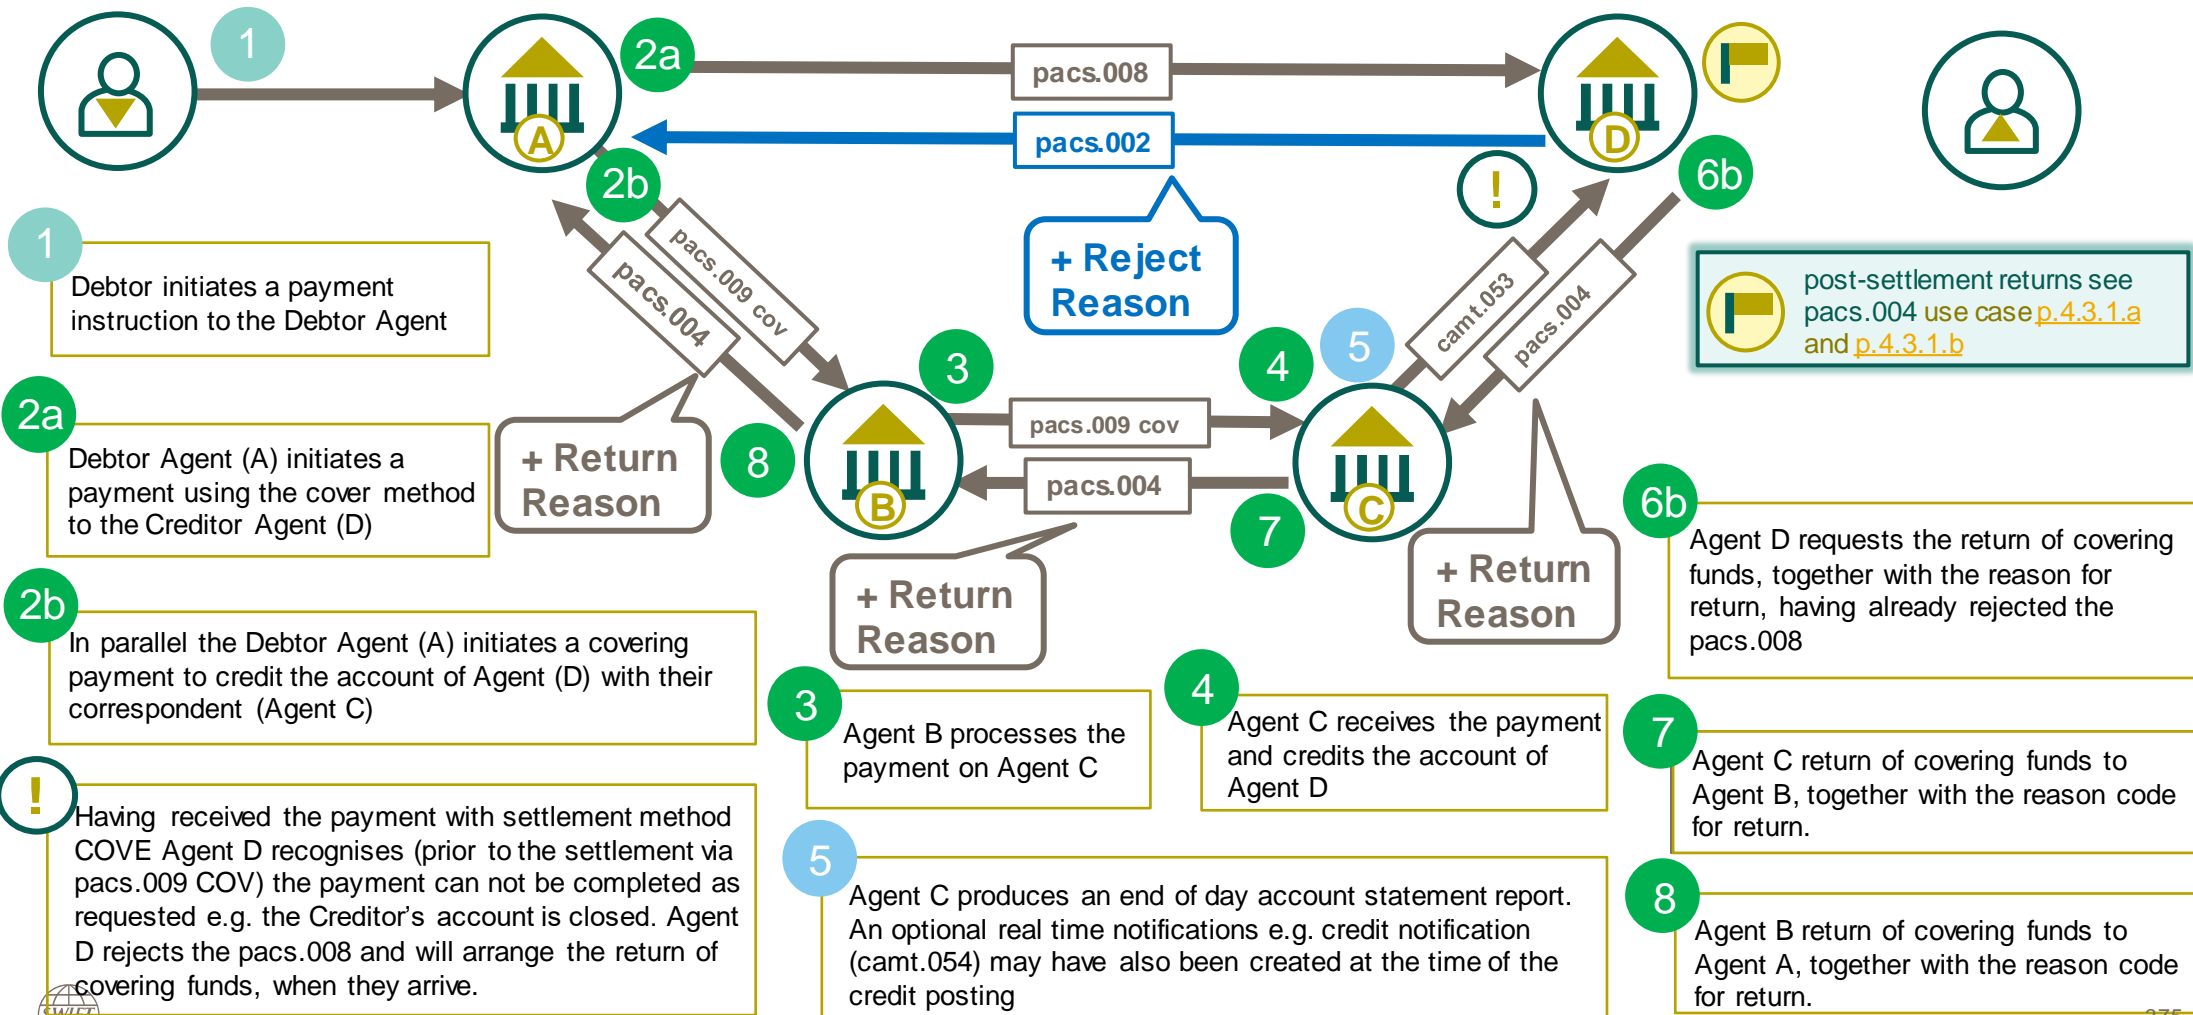 1
2a
pacs.008
A
D
pacs.002
2b
!
6b
+ Reject
Reason
pacs.009 cov
pacs.004
camt.053
pacs.004
post-settlement returns see
pacs.004 use case p.4.3.1.a
and p.4.3.1.b
1
Debtor initiates a payment
instruction to the Debtor Agent
3
4
5
pacs.009 cov
pacs.004
B
C
8
7
+ Return
Reason
+ Return
Reason
+ Return
Reason
2a
Debtor Agent (A) initiates a
payment using the cover method
to the Creditor Agent (D)
2b
In parallel the Debtor Agent (A) initiates a covering
payment to credit the account of Agent (D) with their
correspondent (Agent C)
!
Having received the payment with settlement method
COVE Agent D recognises (prior to the settlement via
pacs.009 COV) the payment can not be completed as
requested e.g. the Creditor's account is closed. Agent
D rejects the pacs.008 and will arrange the return of
covering funds, when they arrive.
3
Agent B processes the
payment on Agent C
4
Agent C receives the payment
and credits the account of
Agent D
5
Agent C produces an end of day account statement report.
An optional real time notifications e.g. credit notification
(camt.054) may have also been created at the time of the
credit posting
6b
Agent D requests the return of covering
funds, together with the reason for
return, having already rejected the
pacs.008
7
Agent C return of covering funds to
Agent B, together with the reason code
for return.
8
Agent B return of covering funds to
Agent A, together with the reason code
for return.
SWIFT